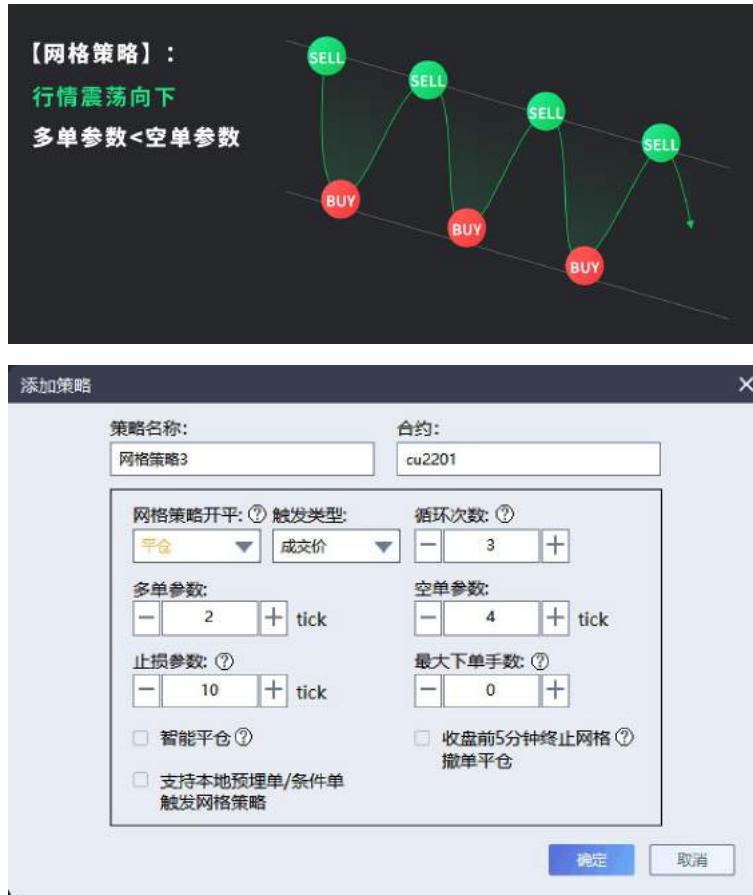 【网格策略】：
行情震荡向下
多单参数<空单参数
SELL
SELL
SELL
SELL
BUY
BUY
BUY
添加策略
策略名称: 合约:
网格策略3 cu2201
网格策略开平: ? 触发类型: 循环次数: ?
平仓 成交价 − 3 +
多单参数: 空单参数:
− 2 + tick − 4 + tick
止损参数: ? 最大下单手数: ?
− 10 + tick − 0 +
智能平仓 ? 收盘前5分钟终止网格 ?
撤单平仓
支持本地预埋单/条件单
触发网格策略
确定 取消